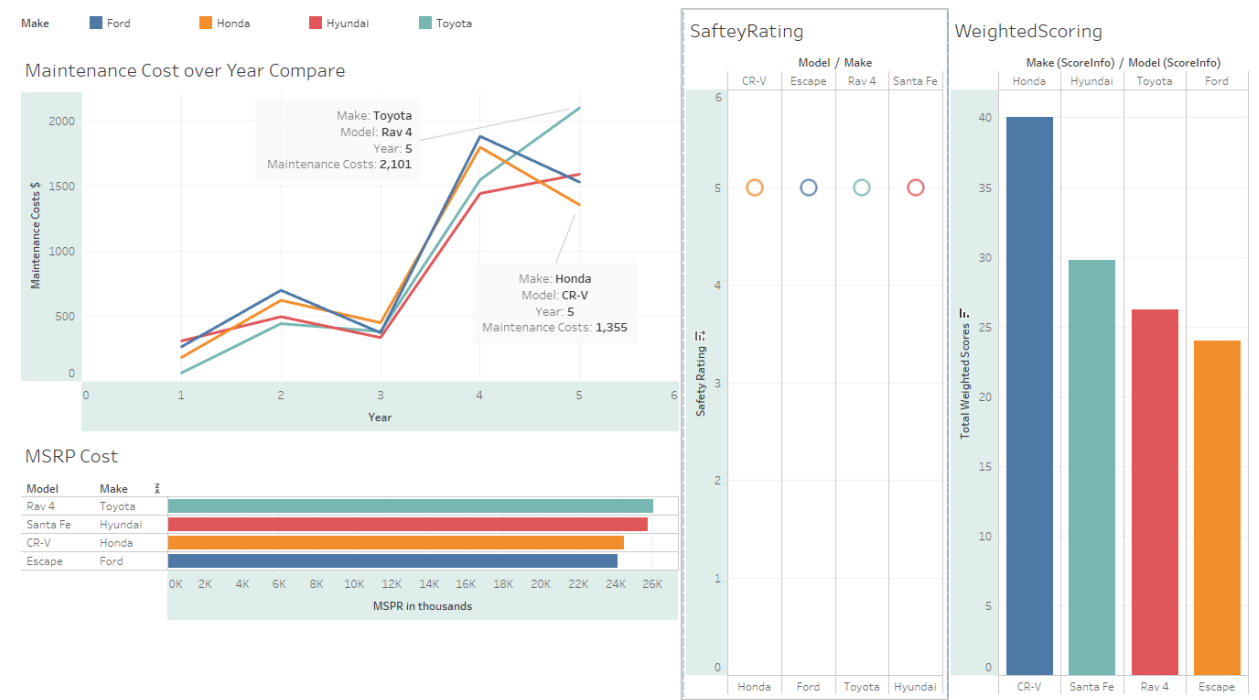 Make Ford Honda Hyundai Toyota
Maintenance Cost over Year Compare
Maintenance Costs $
2000
1500
1000
500
0
Make: Toyota
Model: Rav 4
Year: 5
Maintenance Costs: 2,101
Make: Honda
Model: CR-V
Year: 5
Maintenance Costs: 1,355
0 1 2 3 4 5 6
Year
MSRP Cost
Model Make Z A
Rav 4 Toyota
Santa Fe Hyundai
CR-V Honda
Escape Ford
0K 2K 4K 6K 8K 10K 12K 14K 16K 18K 20K 22K 24K 26K
MSPR in thousands
SafteyRating
Model / Make
CR-V Escape Rav 4 Santa Fe
Safety Rating
6
5
4
3
2
1
0
Honda Ford Toyota Hyundai
WeightedScoring
Make (ScoreInfo) / Model (ScoreInfo)
Honda Hyundai Toyota Ford
Total Weighted Scores
40
35
30
25
20
15
10
5
0
CR-V Santa Fe Rav 4 Escape